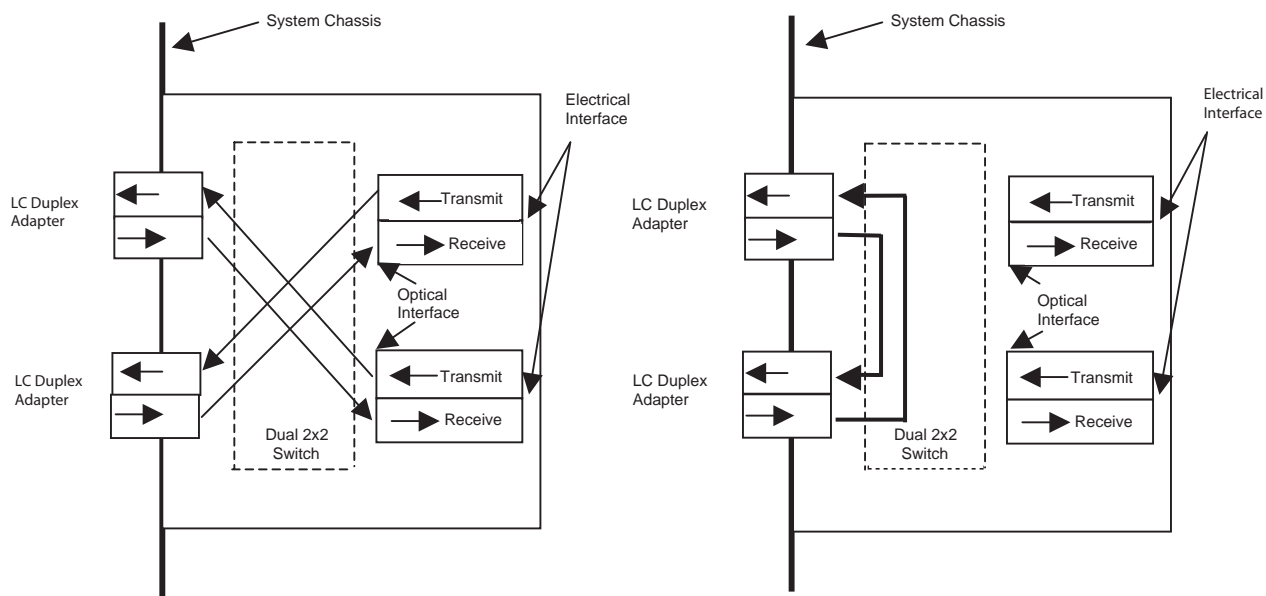 System Chassis
Electrical
Interface
LC Duplex
Adapter
Transmit
Receive
Optical
Interface
LC Duplex
Adapter
Transmit
Receive
Dual 2x2
Switch
System Chassis
Electrical
Interface
LC Duplex
Adapter
Transmit
Receive
Optical
Interface
LC Duplex
Adapter
Transmit
Receive
Dual 2x2
Switch